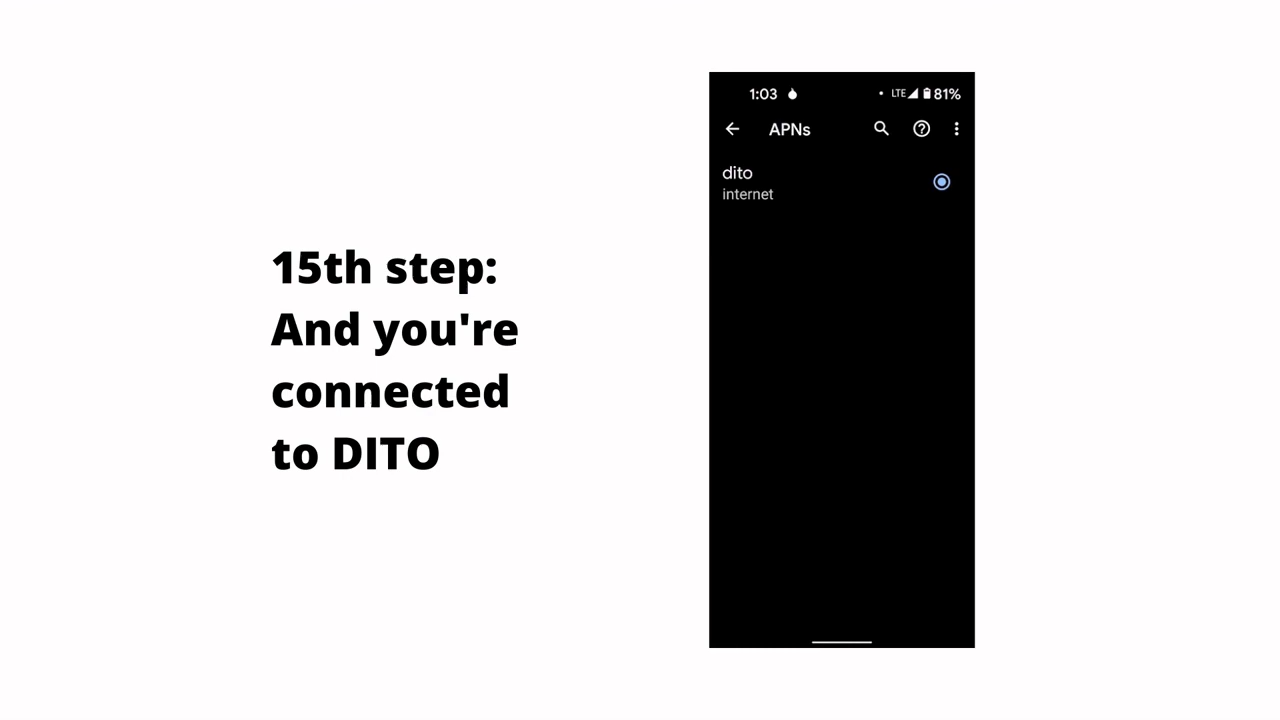 15th step:
And you're
connected
to DITO
1:03 LTE 81%
APNs
dito
internet